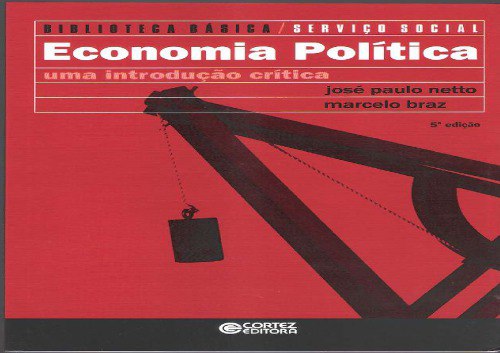 BIBLIOTECA BÁSICA / SERVIÇO SOCIAL
Economia Política
uma introdução crítica
josé paulo netto
marcelo braz
5ª edição
CORTEZ
EDITORA